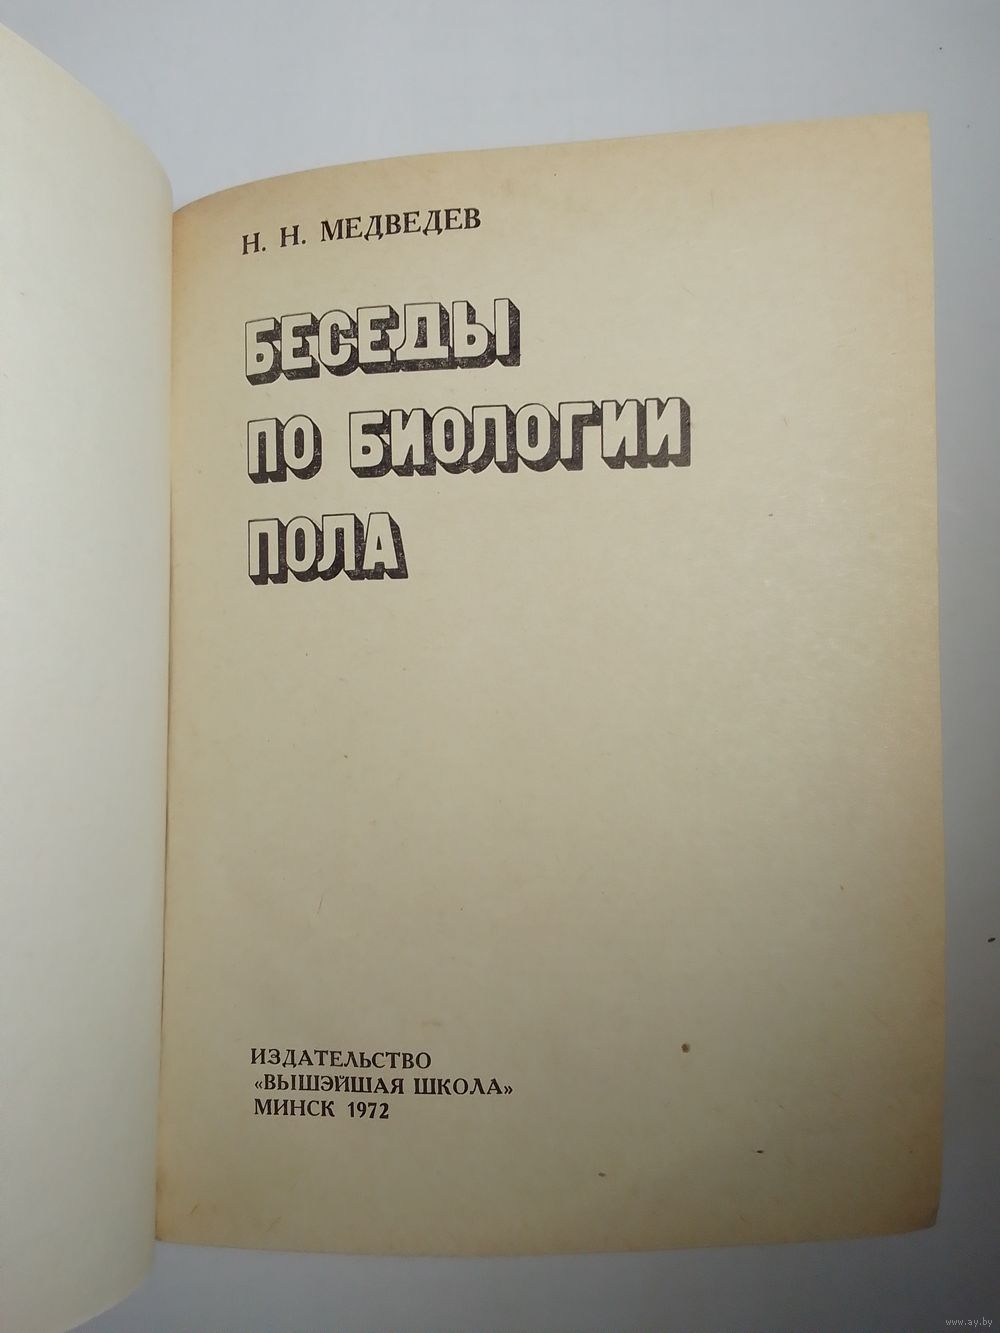 Н. Н. МЕДВЕДЕВ
БЕСЕДЫ
ПО БИОЛОГИИ
ПОЛА
ИЗДАТЕЛЬСТВО
«ВЫШЭЙШАЯ ШКОЛА»
МИНСК 1972
www.ay.by